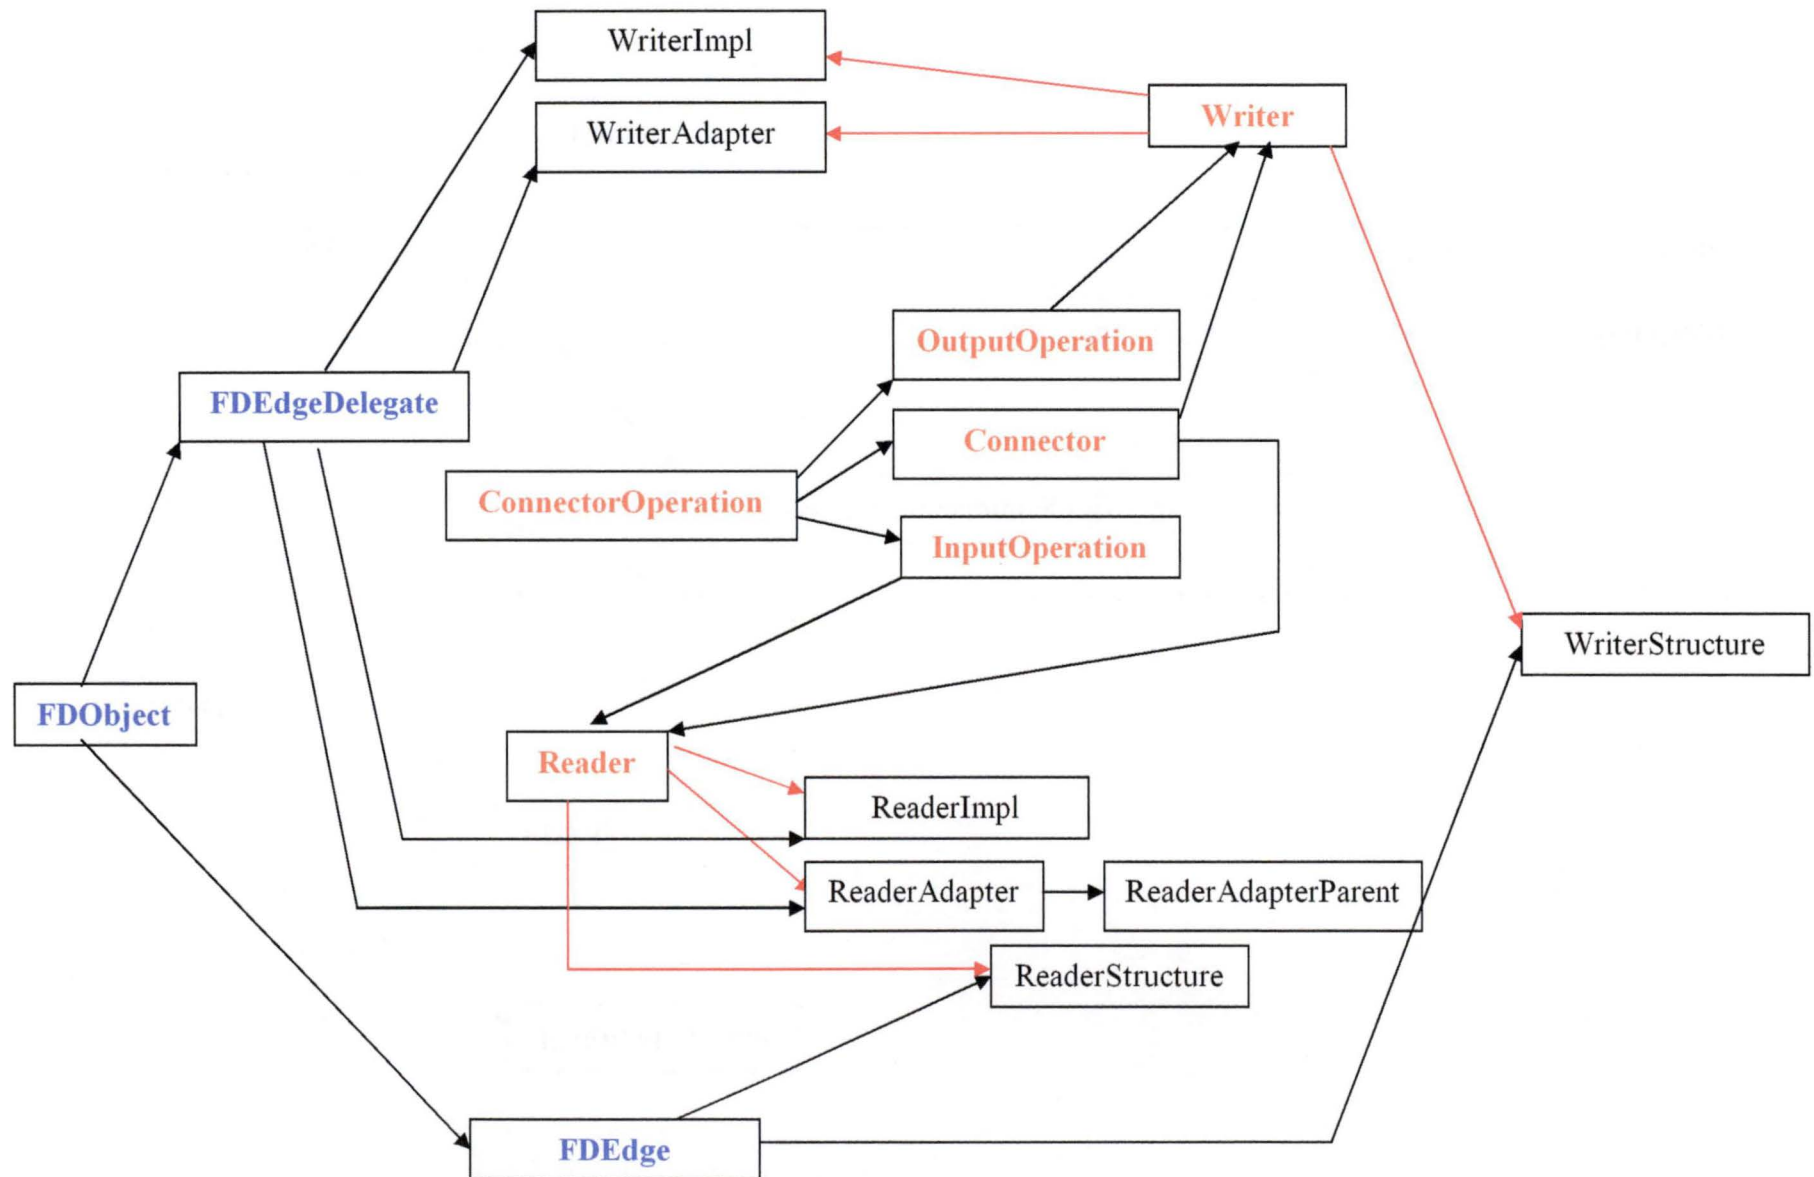 WriterImpl
Writer
WriterAdapter
OutputOperation
FDEdgeDelegate
Connector
ConnectorOperation
InputOperation
WriterStructure
FDObject
Reader
ReaderImpl
ReaderAdapter
ReaderAdapterParent
ReaderStructure
FDEdge